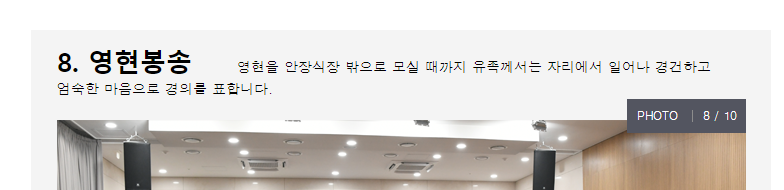 8. 영현봉송 영현을 안장식장 밖으로 모실 때까지 유족께서는 자리에서 일어나 경건하고
엄숙한 마음으로 경의를 표합니다.
PHOTO | 8 / 10